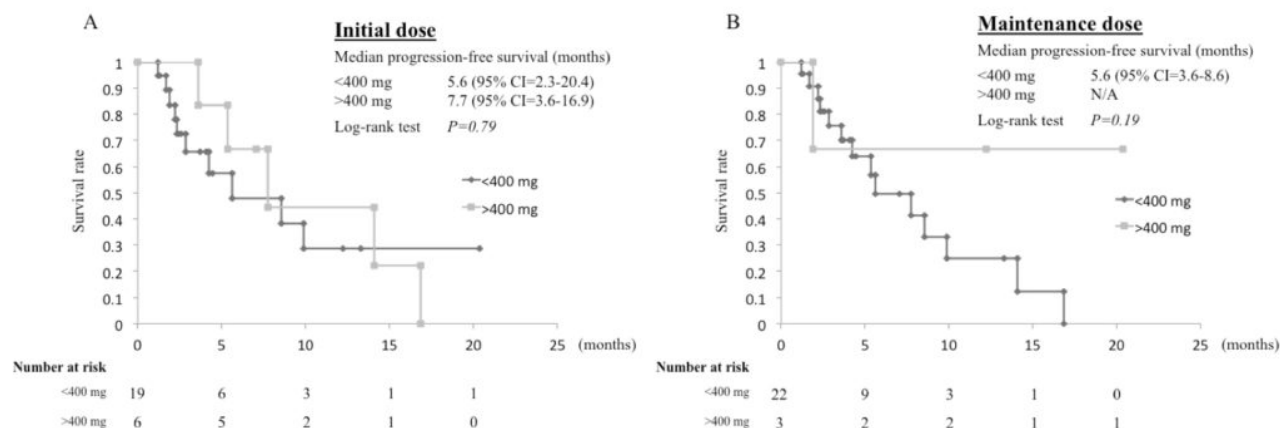 A
Initial dose
Median progression-free survival (months)
<400 mg 5.6 (95% CI=2.3-20.4)
>400 mg 7.7 (95% CI=3.6-16.9)
Log-rank test P=0.79
Survival rate
1
0.9
0.8
0.7
0.6
0.5
0.4
0.3
0.2
0.1
0
<400 mg
>400 mg
0 5 10 15 20 25 (months)
Number at risk
<400 mg 19 6 3 1 1
>400 mg 6 5 2 1 0
B
Maintenance dose
Median progression-free survival (months)
<400 mg 5.6 (95% CI=3.6-8.6)
>400 mg N/A
Log-rank test P=0.19
Survival rate
1
0.9
0.8
0.7
0.6
0.5
0.4
0.3
0.2
0.1
0
<400 mg
>400 mg
0 5 10 15 20 25 (months)
Number at risk
<400 mg 22 9 3 1 0
>400 mg 3 2 2 1 1